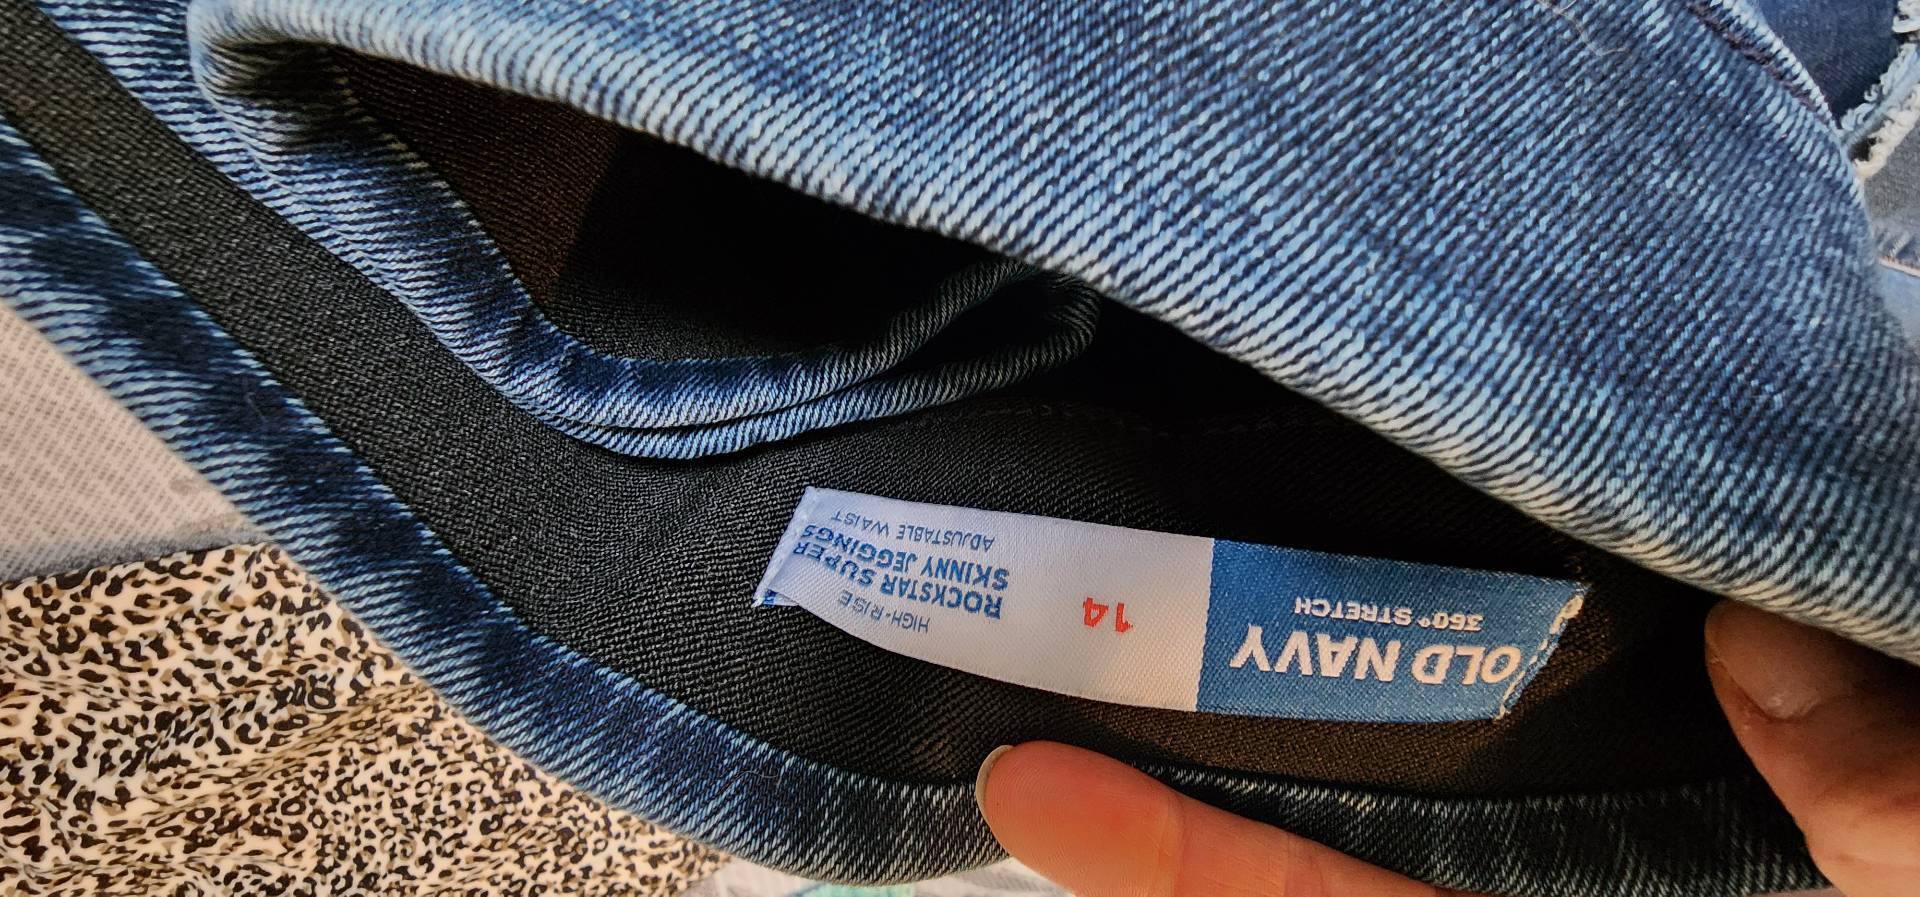 OLD NAVY
360° STRETCH
14
HIGH-RISE
ROCKSTAR SUPER
SKINNY JEGGINGS
ADJUSTABLE WAIST